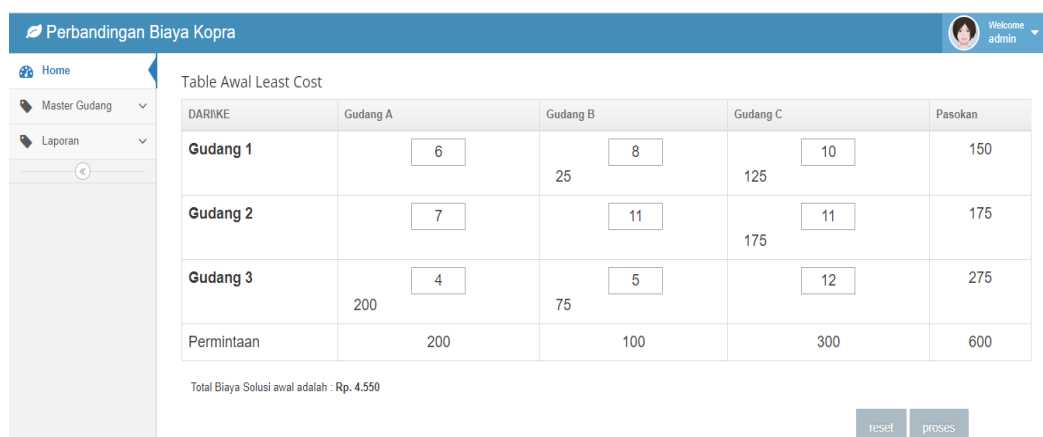 Perbandingan Biaya Kopra
Welcome
admin
Home
Master Gudang
Laporan
Table Awal Least Cost
DARI\KE Gudang A Gudang B Gudang C Pasokan
Gudang 1 6 8 10 150
25 125
Gudang 2 7 11 11 175
175
Gudang 3 4 5 12 275
200 75
Permintaan 200 100 300 600
Total Biaya Solusi awal adalah : Rp. 4.550
reset proses